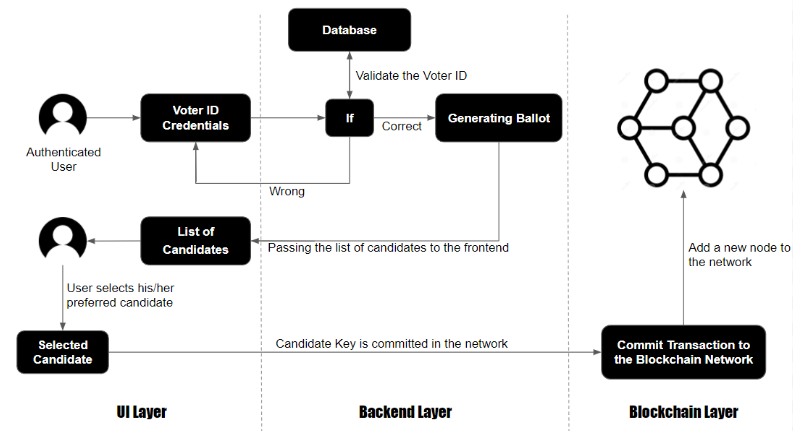 Database
Validate the Voter ID
Voter ID
Credentials
If
Correct
Generating Ballot
Authenticated
User
Wrong
List of
Candidates
Passing the list of candidates to the frontend
Add a new node to
the network
User selects his/her
preferred candidate
Selected
Candidate
Candidate Key is committed in the network
Commit Transaction to
the Blockchain Network
UI Layer
Backend Layer
Blockchain Layer